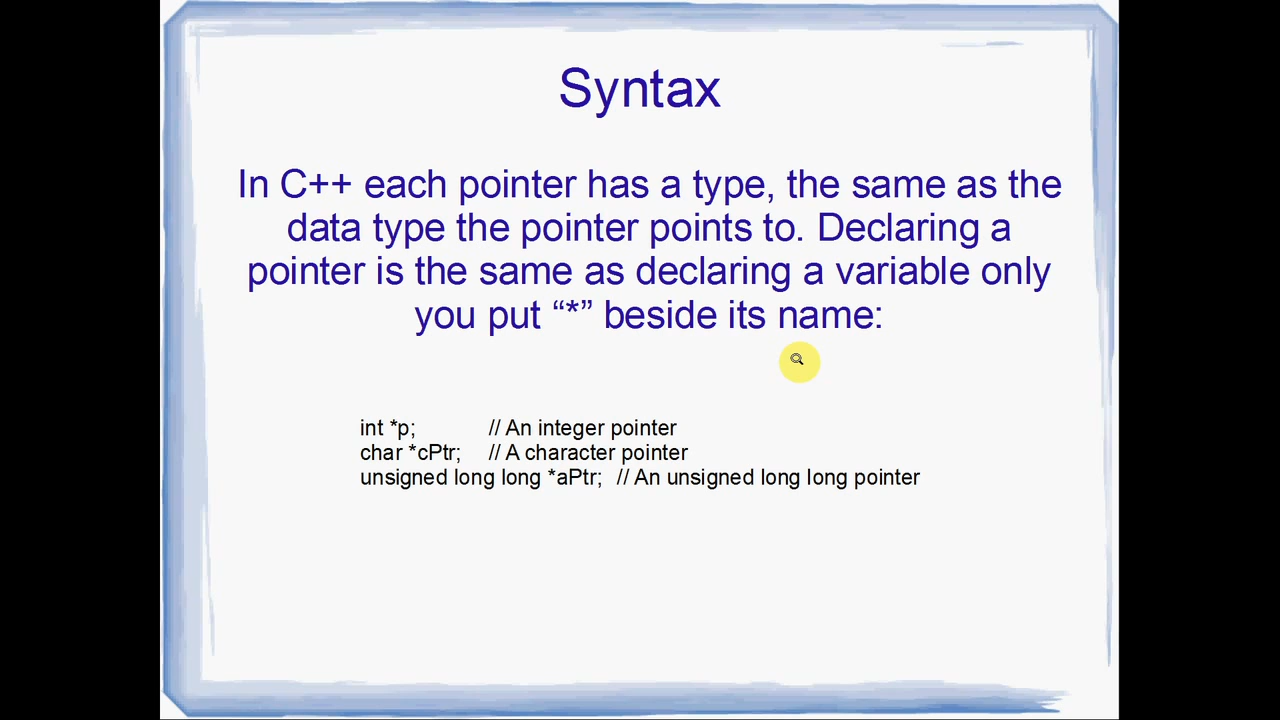 Syntax
In C++ each pointer has a type, the same as the
data type the pointer points to. Declaring a
pointer is the same as declaring a variable only
you put “*” beside its name:
int *p; // An integer pointer
char *cPtr; // A character pointer
unsigned long long *aPtr; // An unsigned long long pointer